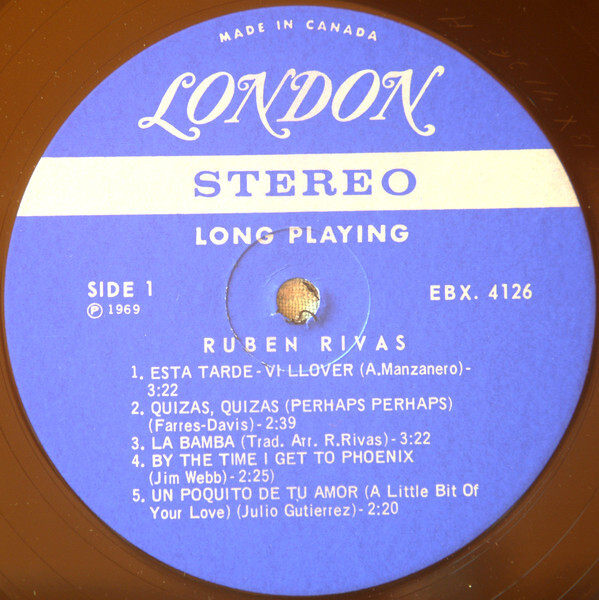 MADE IN CANADA
LONDON
STEREO
LONG PLAYING
SIDE 1
EBX. 4126
Ⓟ 1969
RUBEN RIVAS
1. ESTA TARDE - VI LLOVER (A.Manzanero)-
3:22
2. QUIZAS, QUIZAS (PERHAPS PERHAPS)
(Farres-Davis) - 2:39
3. LA BAMBA (Trad. Arr. R.Rivas) - 3:22
4. BY THE TIME I GET TO PHOENIX
(Jim Webb) - 2:25)
5. UN POQUITO DE TU AMOR (A Little Bit Of
Your Love) (Julio Gutierrez) - 2:20